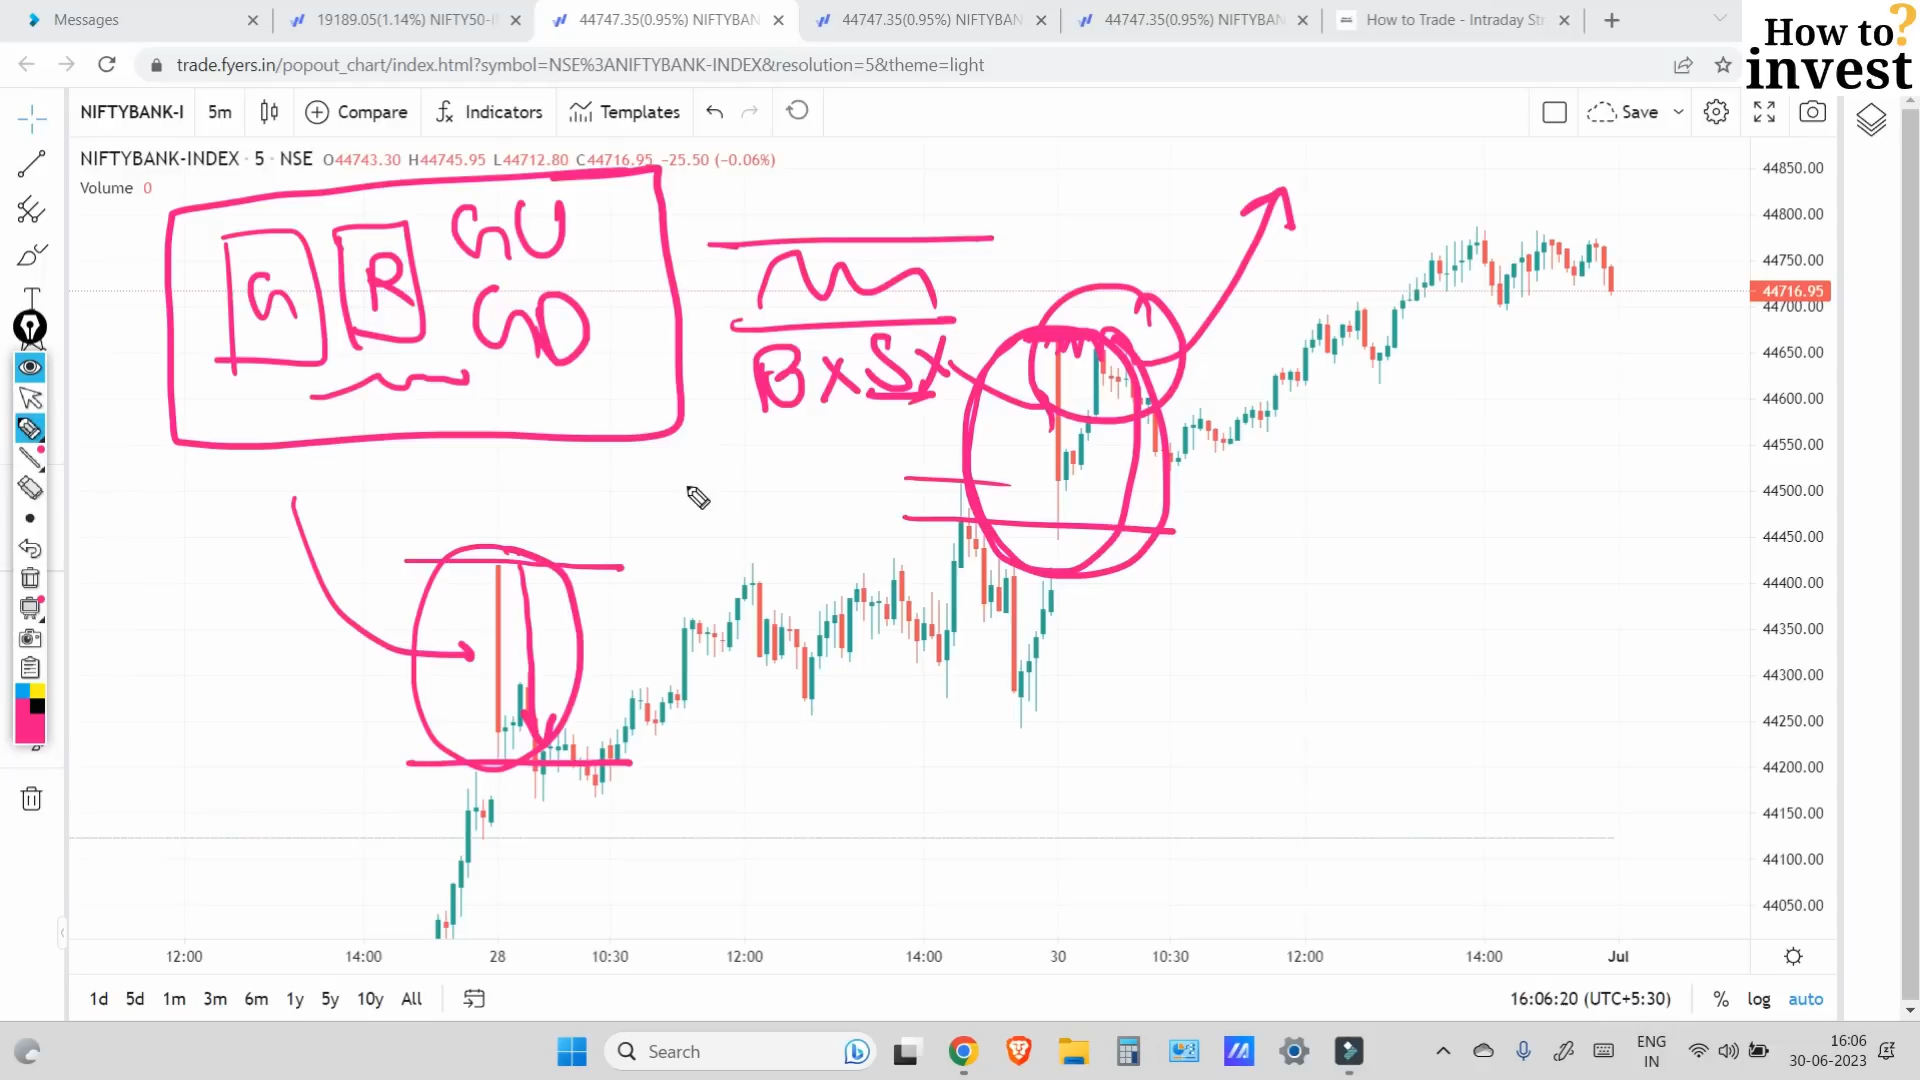 Messages
19189.05(1.14%) NIFTY50-I
44747.35(0.95%) NIFTYBANK
44747.35(0.95%) NIFTYBAN
44747.35(0.95%) NIFTYBAN
How to Trade - Intraday St
How to?
invest
trade.fyers.in/popout_chart/index.html?symbol=NSE%3ANIFTYBANK-INDEX&resolution=5&theme=light
NIFTYBANK-I 5m Compare Indicators Templates Save
NIFTYBANK-INDEX · 5 · NSE O44743.30 H44745.95 L44712.80 C44716.95 −25.50 (−0.06%)
Volume 0
G R GU
GD
B x S x
44850.00
44800.00
44750.00
44716.95
44700.00
44650.00
44600.00
44550.00
44500.00
44450.00
44400.00
44350.00
44300.00
44250.00
44200.00
44150.00
44100.00
44050.00
12:00 14:00 28 10:30 12:00 14:00 30 10:30 12:00 14:00 Jul
1d 5d 1m 3m 6m 1y 5y 10y All
16:06:20 (UTC+5:30) % log auto
Search
ENG
IN
16:06
30-06-2023